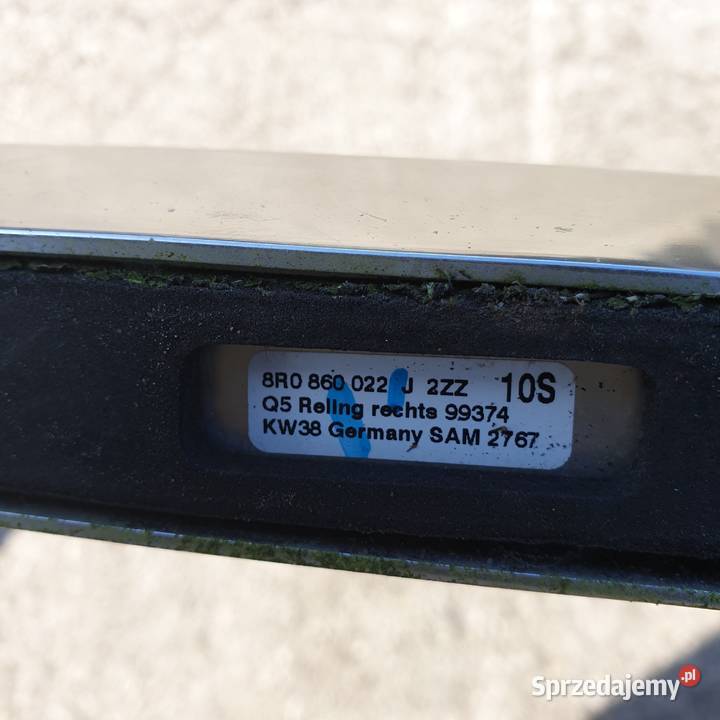 8R0 860 022 J 2ZZ 10S
Q5 Reling rechts 99374
KW38 Germany SAM 2767
Sprzedajemy.pl